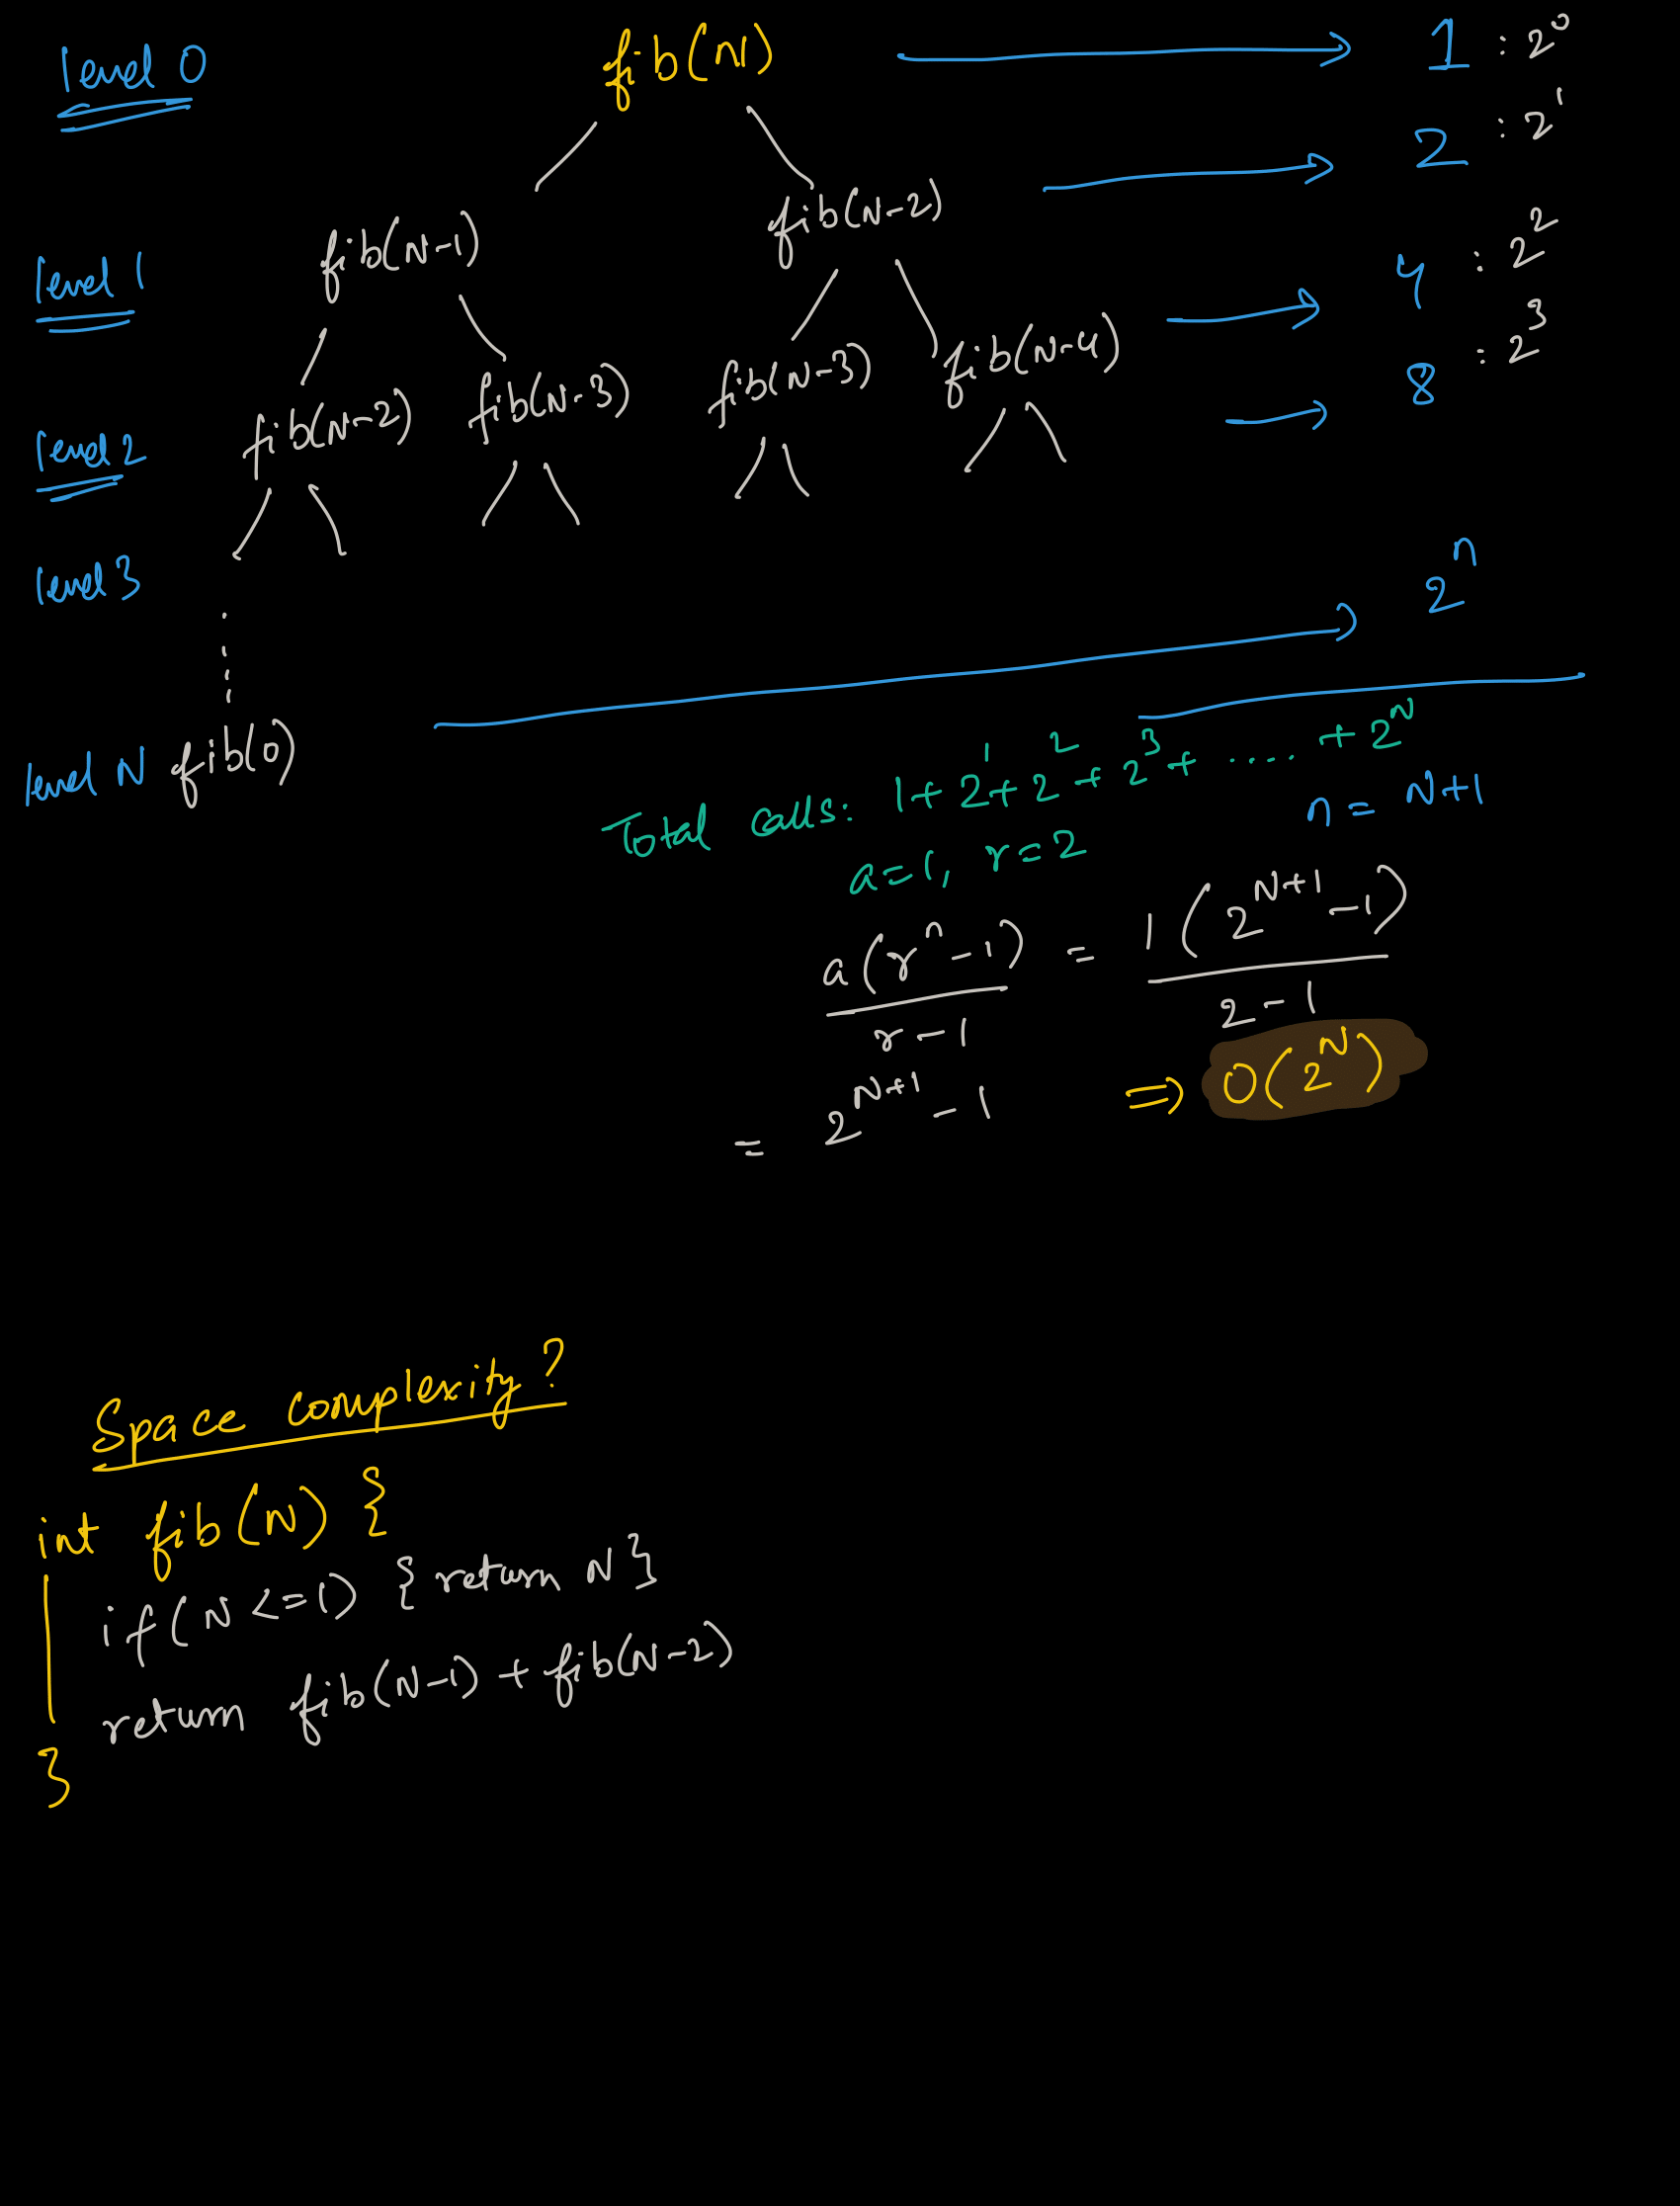 level 0 fib(N) 1 : 2^0
2 : 2^1
level 1 fib(N-1) fib(N-2) 4 : 2^2
level 2 fib(N-2) fib(N-3) fib(N-3) fib(N-4) 8 : 2^3
level 3 2^n
level N fib(0)
Total calls: 1 + 2^1 + 2^2 + 2^3 + .... + 2^N
a=1, r=2 n = N+1
a(r^n - 1) / r - 1 = 1(2^N+1 - 1) / 2 - 1
= 2^N+1 - 1 ⇒ O(2^N)
Space complexity?
int fib(N) {
if(N <=1) { return N}
return fib(N-1) + fib(N-2)
}